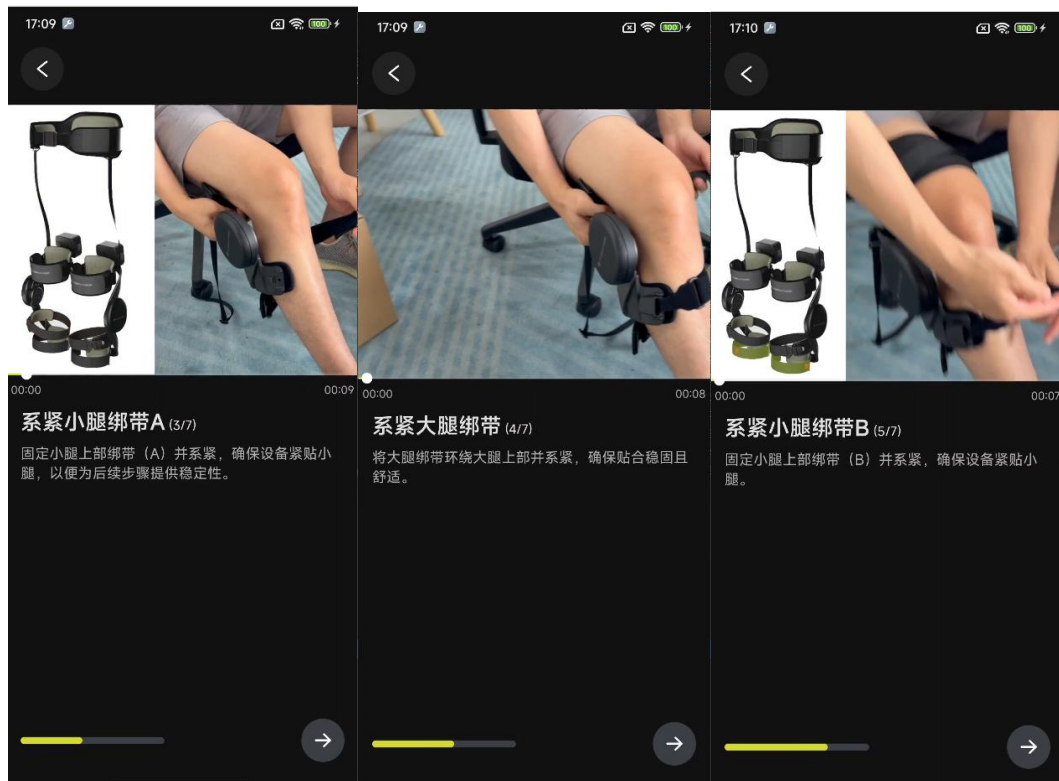 17:09
100
00:00
00:09
系紧小腿绑带A (3/7)
固定小腿上部绑带（A）并系紧，确保设备紧贴小
腿，以便为后续步骤提供稳定性。
17:09
100
00:00
00:08
系紧大腿绑带 (4/7)
将大腿绑带环绕大腿上部并系紧，确保贴合稳固且
舒适。
17:10
100
00:00
00:07
系紧小腿绑带B (5/7)
固定小腿上部绑带（B）并系紧，确保设备紧贴小
腿。